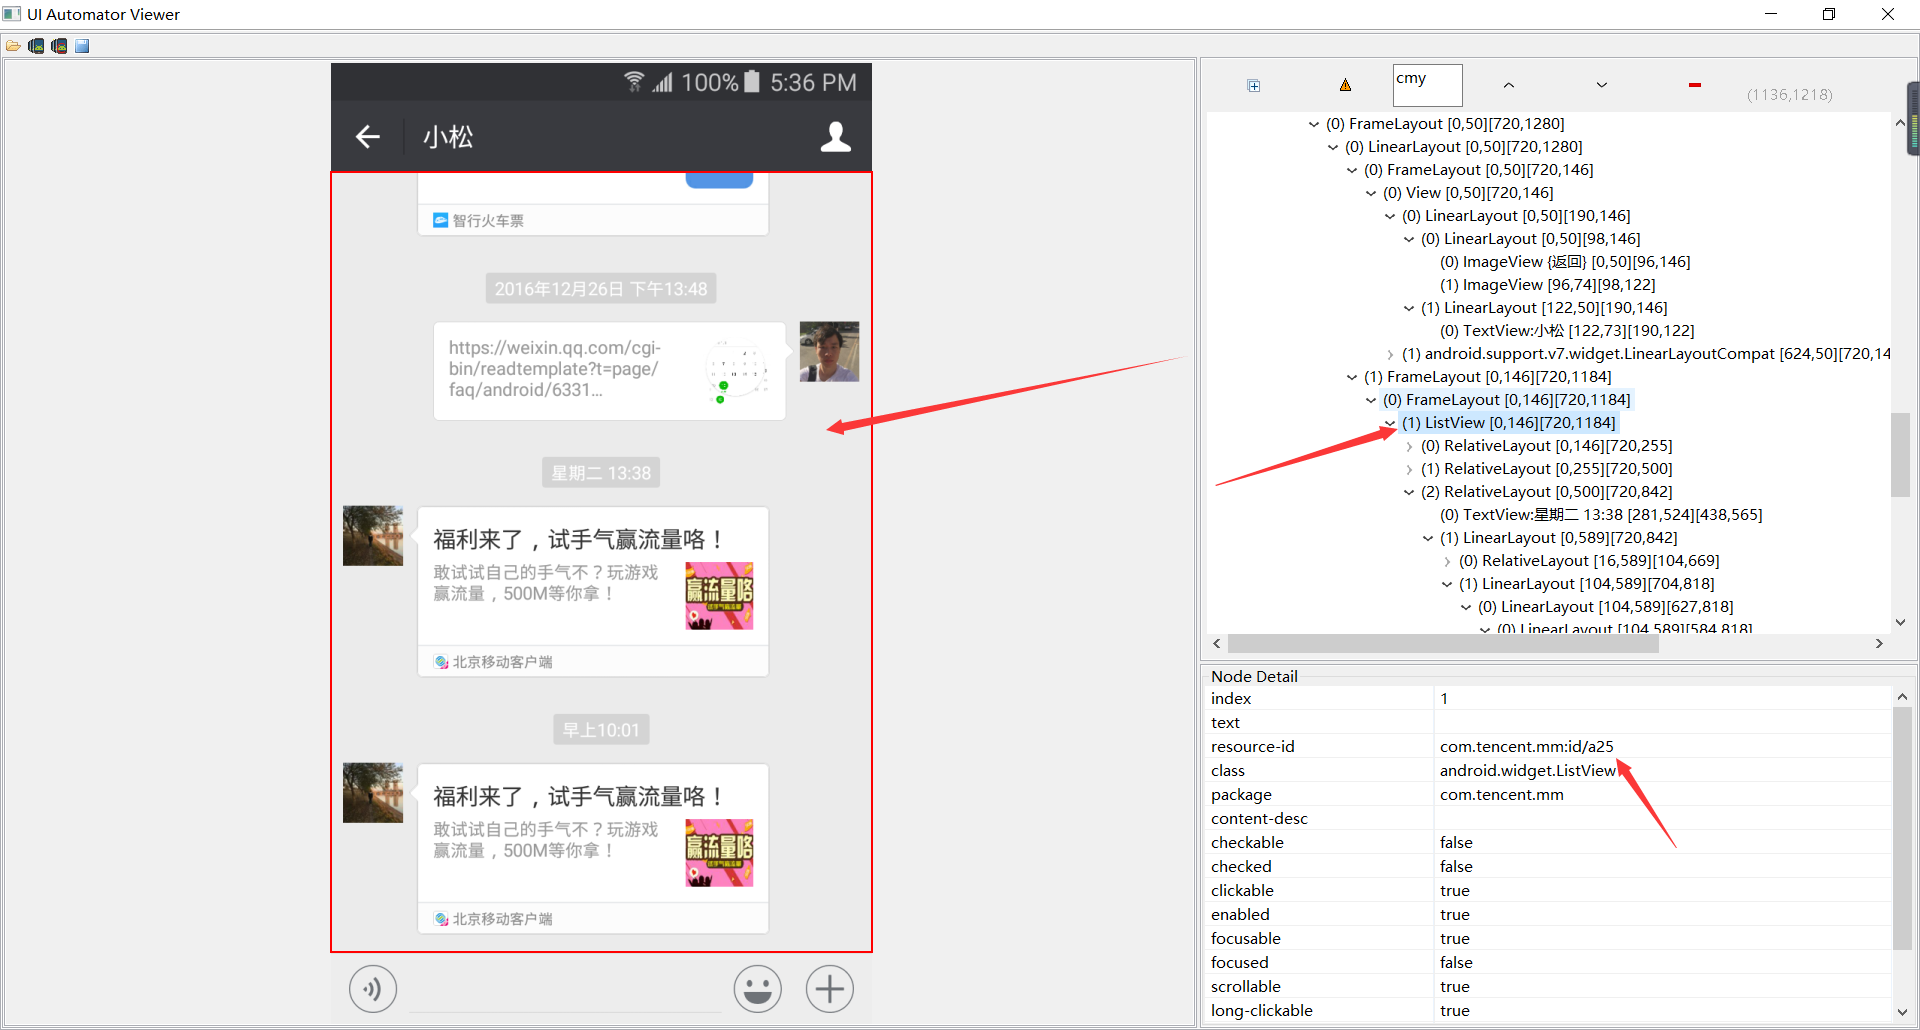 UI Automator Viewer
100% 5:36 PM
小松
智行火车票
2016年12月26日 下午13:48
https://weixin.qq.com/cgi-
bin/readtemplate?t=page/
faq/android/6331...
星期二 13:38
福利来了，试手气赢流量咯！
敢试试自己的手气不？玩游戏
赢流量，500M等你拿！
赢流量咯
试手气赢流量
北京移动客户端
早上10:01
福利来了，试手气赢流量咯！
敢试试自己的手气不？玩游戏
赢流量，500M等你拿！
赢流量咯
试手气赢流量
北京移动客户端
cmy
(1136,1218)
(0) FrameLayout [0,50][720,1280]
(0) LinearLayout [0,50][720,1280]
(0) FrameLayout [0,50][720,146]
(0) View [0,50][720,146]
(0) LinearLayout [0,50][190,146]
(0) LinearLayout [0,50][98,146]
(0) ImageView {返回} [0,50][96,146]
(1) ImageView [96,74][98,122]
(1) LinearLayout [122,50][190,146]
(0) TextView:小松 [122,73][190,122]
(1) android.support.v7.widget.LinearLayoutCompat [624,50][720,14
(1) FrameLayout [0,146][720,1184]
(0) FrameLayout [0,146][720,1184]
(1) ListView [0,146][720,1184]
(0) RelativeLayout [0,146][720,255]
(1) RelativeLayout [0,255][720,500]
(2) RelativeLayout [0,500][720,842]
(0) TextView:星期二 13:38 [281,524][438,565]
(1) LinearLayout [0,589][720,842]
(0) RelativeLayout [16,589][104,669]
(1) LinearLayout [104,589][704,818]
(0) LinearLayout [104,589][627,818]
(0) LinearLayout [104,589][584,818]
Node Detail
index 1
text
resource-id com.tencent.mm:id/a25
class android.widget.ListView
package com.tencent.mm
content-desc
checkable false
checked false
clickable true
enabled true
focusable true
focused false
scrollable true
long-clickable true